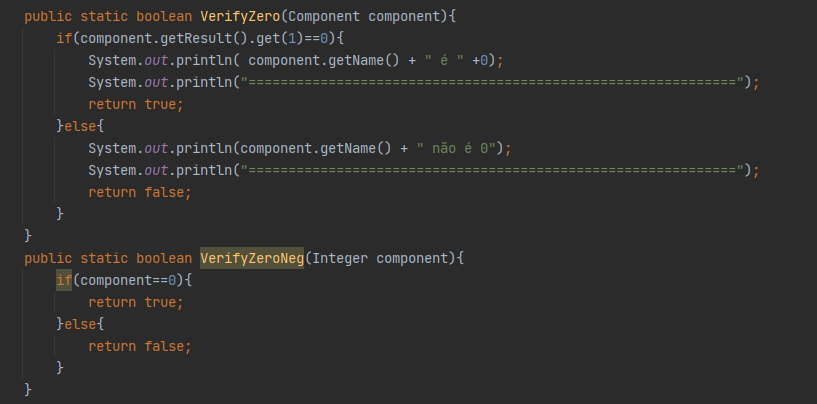 public static boolean VerifyZero(Component component){
if(component.getResult().get(1)==0){
System.out.println( component.getName() + " é " +0);
System.out.println("============================================================");
return true;
}else{
System.out.println(component.getName() + " não é 0");
System.out.println("============================================================");
return false;
}
}
public static boolean VerifyZeroNeg(Integer component){
if(component==0){
return true;
}else{
return false;
}
}